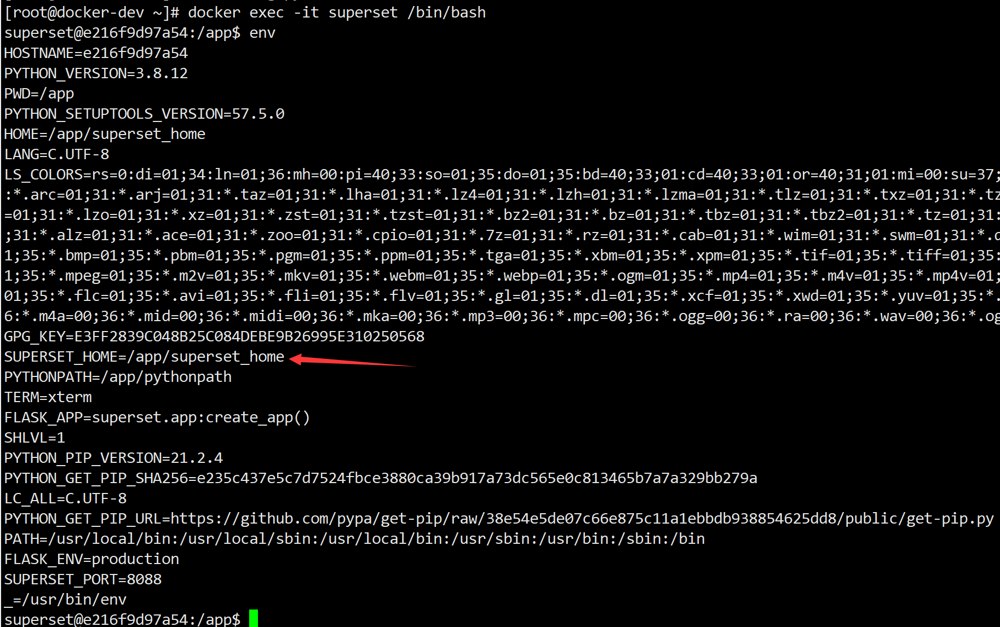 [root@docker-dev ~]# docker exec -it superset /bin/bash
superset@e216f9d97a54:/app$ env
HOSTNAME=e216f9d97a54
PYTHON_VERSION=3.8.12
PWD=/app
PYTHON_SETUPTOOLS_VERSION=57.5.0
HOME=/app/superset_home
LANG=C.UTF-8
LS_COLORS=rs=0:di=01;34:ln=01;36:mh=00:pi=40;33:so=01;35:do=01;35:bd=40;33;01:cd=40;33;01:or=40;31;01:mi=00:su=37;
:*.arc=01;31:*.arj=01;31:*.taz=01;31:*.lha=01;31:*.lz4=01;31:*.lzh=01;31:*.lzma=01;31:*.tlz=01;31:*.txz=01;31:*.tz
=01;31:*.lzo=01;31:*.xz=01;31:*.zst=01;31:*.tzst=01;31:*.bz2=01;31:*.bz=01;31:*.tbz=01;31:*.tbz2=01;31:*.tz=01;31:
;31:*.alz=01;31:*.ace=01;31:*.zoo=01;31:*.cpio=01;31:*.7z=01;31:*.rz=01;31:*.cab=01;31:*.wim=01;31:*.swm=01;31:*.
1;35:*.bmp=01;35:*.pbm=01;35:*.pgm=01;35:*.ppm=01;35:*.tga=01;35:*.xbm=01;35:*.xpm=01;35:*.tif=01;35:*.tiff=01;35:
1;35:*.mpeg=01;35:*.m2v=01;35:*.mkv=01;35:*.webm=01;35:*.webp=01;35:*.ogm=01;35:*.mp4=01;35:*.m4v=01;35:*.mp4v=01;
01;35:*.flc=01;35:*.avi=01;35:*.fli=01;35:*.flv=01;35:*.gl=01;35:*.dl=01;35:*.xcf=01;35:*.xwd=01;35:*.yuv=01;35:*.
6:*.m4a=00;36:*.mid=00;36:*.midi=00;36:*.mka=00;36:*.mp3=00;36:*.mpc=00;36:*.ogg=00;36:*.ra=00;36:*.wav=00;36:*.og
GPG_KEY=E3FF2839C048B25C084DEBE9B26995E310250568
SUPERSET_HOME=/app/superset_home
PYTHONPATH=/app/pythonpath
TERM=xterm
FLASK_APP=superset.app:create_app()
SHLVL=1
PYTHON_PIP_VERSION=21.2.4
PYTHON_GET_PIP_SHA256=e235c437e5c7d7524fbce3880ca39b917a73dc565e0c813465b7a7a329bb279a
LC_ALL=C.UTF-8
PYTHON_GET_PIP_URL=https://github.com/pypa/get-pip/raw/38e54e5de07c66e875c11a1ebbdb938854625dd8/public/get-pip.py
PATH=/usr/local/bin:/usr/local/sbin:/usr/local/bin:/usr/sbin:/usr/bin:/sbin:/bin
FLASK_ENV=production
SUPERSET_PORT=8088
_=/usr/bin/env
superset@e216f9d97a54:/app$